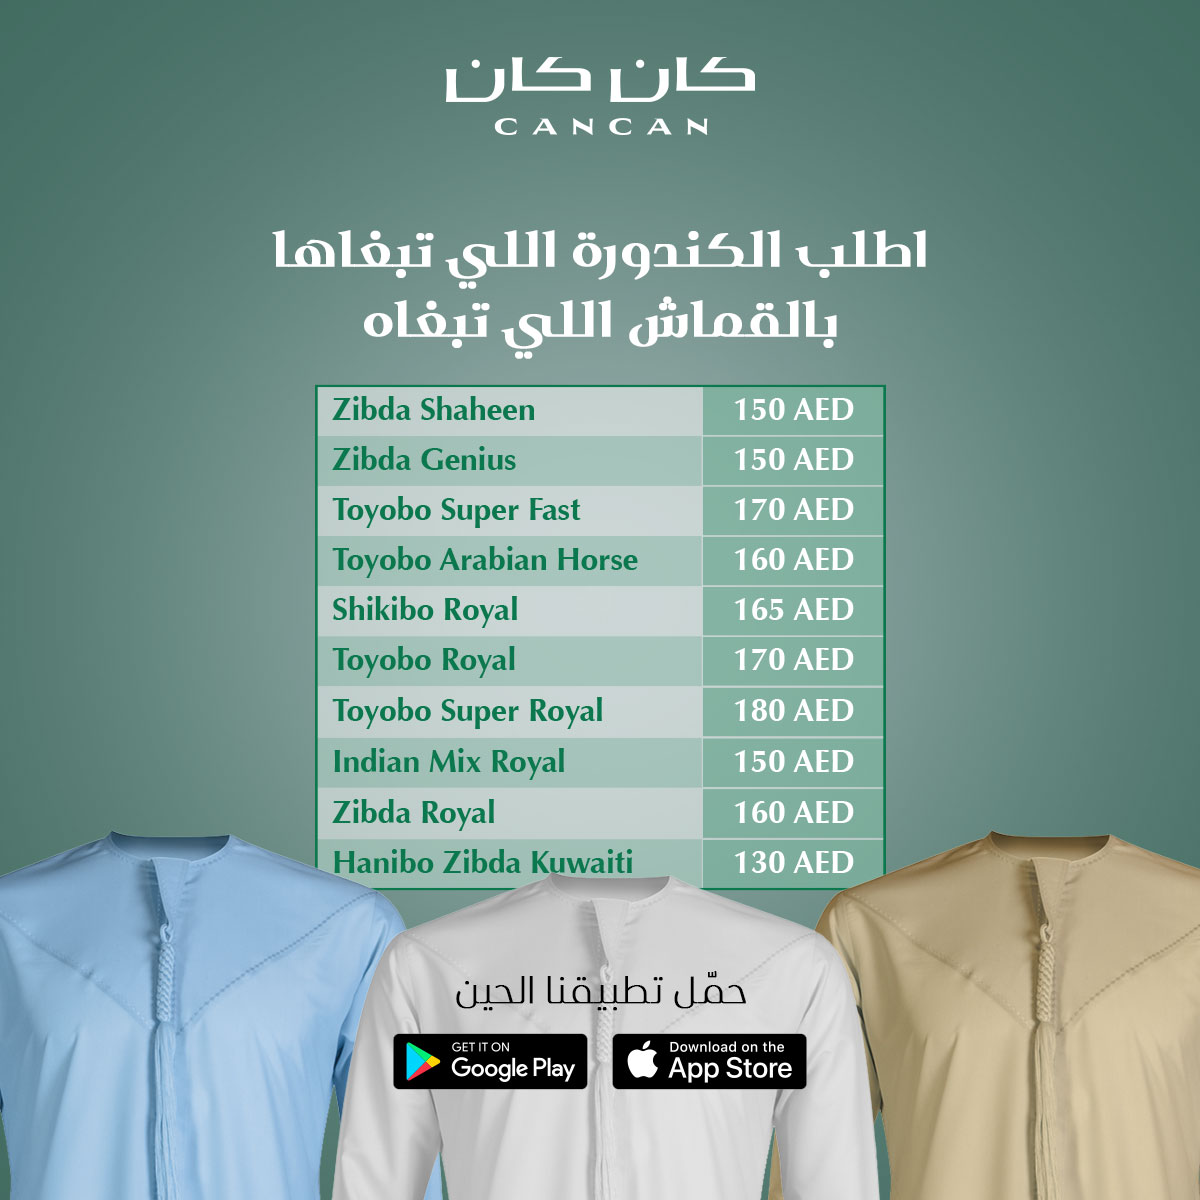 كان كان
CANCAN
اطلب الكندورة اللي تبغاها
بالقماش اللي تبغاه
Zibda Shaheen 150 AED
Zibda Genius 150 AED
Toyobo Super Fast 170 AED
Toyobo Arabian Horse 160 AED
Shikibo Royal 165 AED
Toyobo Royal 170 AED
Toyobo Super Royal 180 AED
Indian Mix Royal 150 AED
Zibda Royal 160 AED
Hanibo Zibda Kuwaiti 130 AED
حمّل تطبيقنا الحين
GET IT ON
Google Play
Download on the
App Store